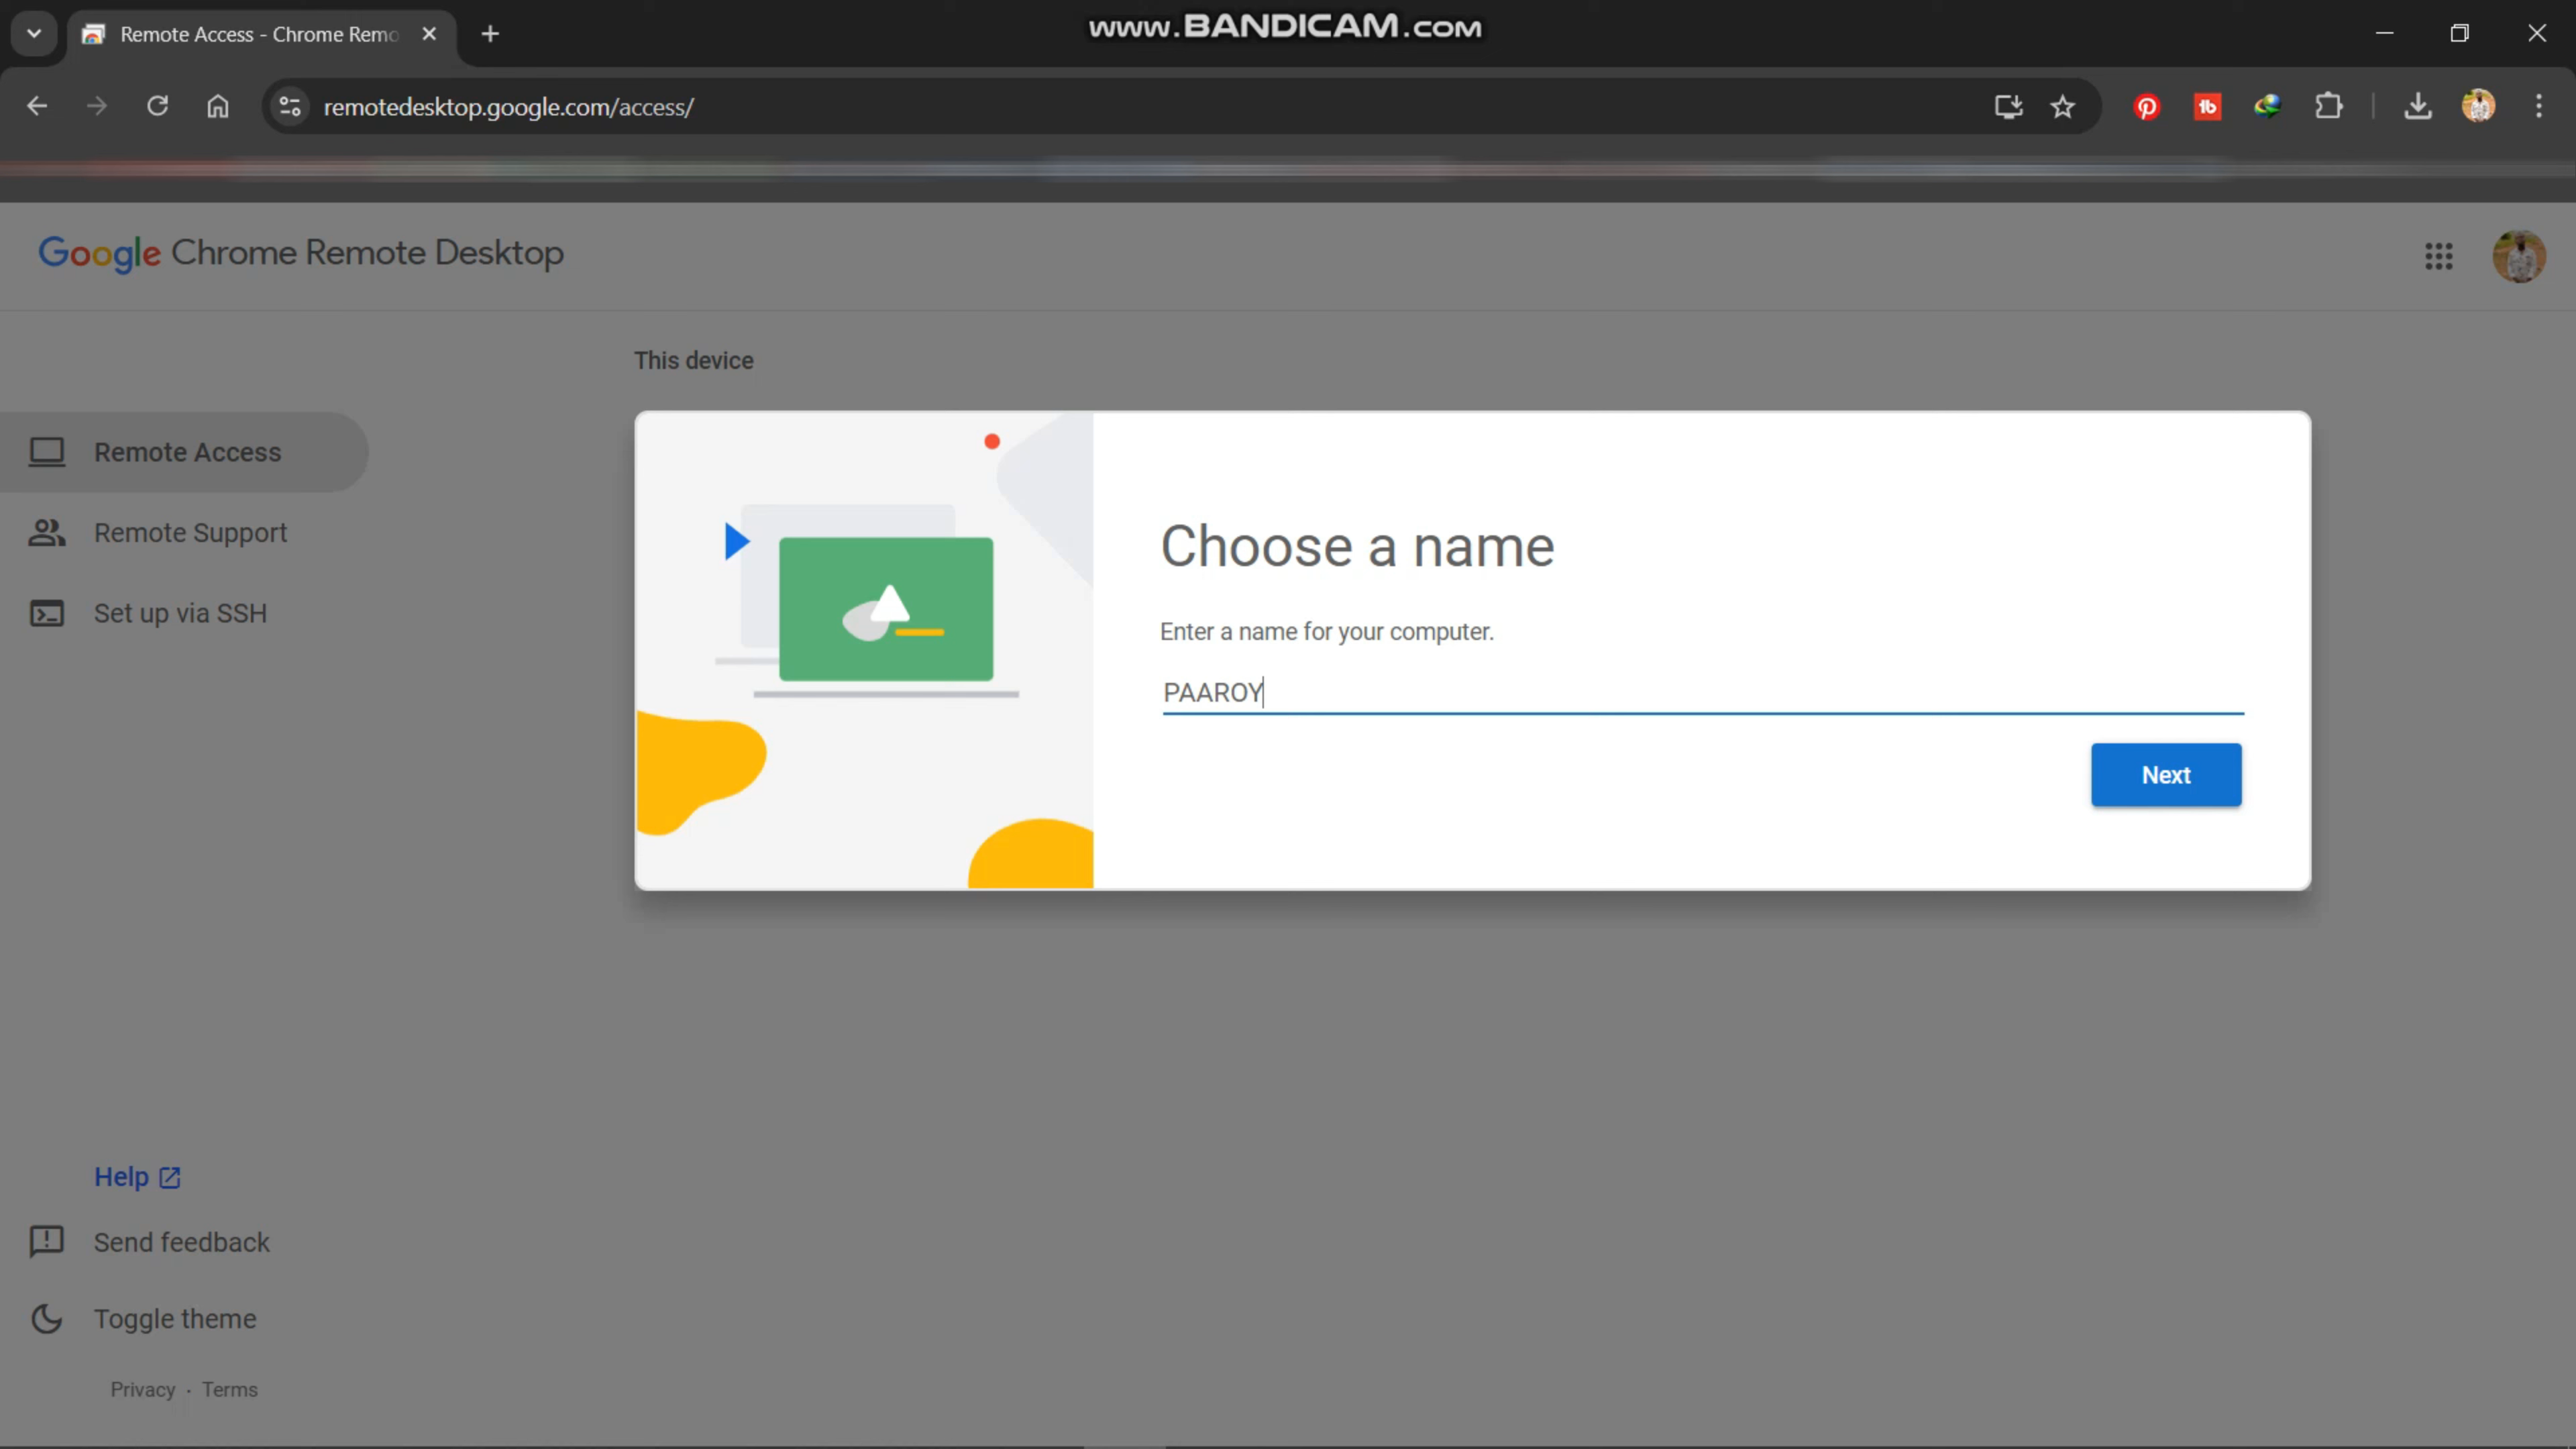 Remote Access - Chrome Remo
www.BANDICAM.com
remotedesktop.google.com/access/
Google Chrome Remote Desktop
This device
Remote Access
Remote Support
Set up via SSH
Choose a name
Enter a name for your computer.
PAAROY
Next
Help
Send feedback
Toggle theme
Privacy · Terms